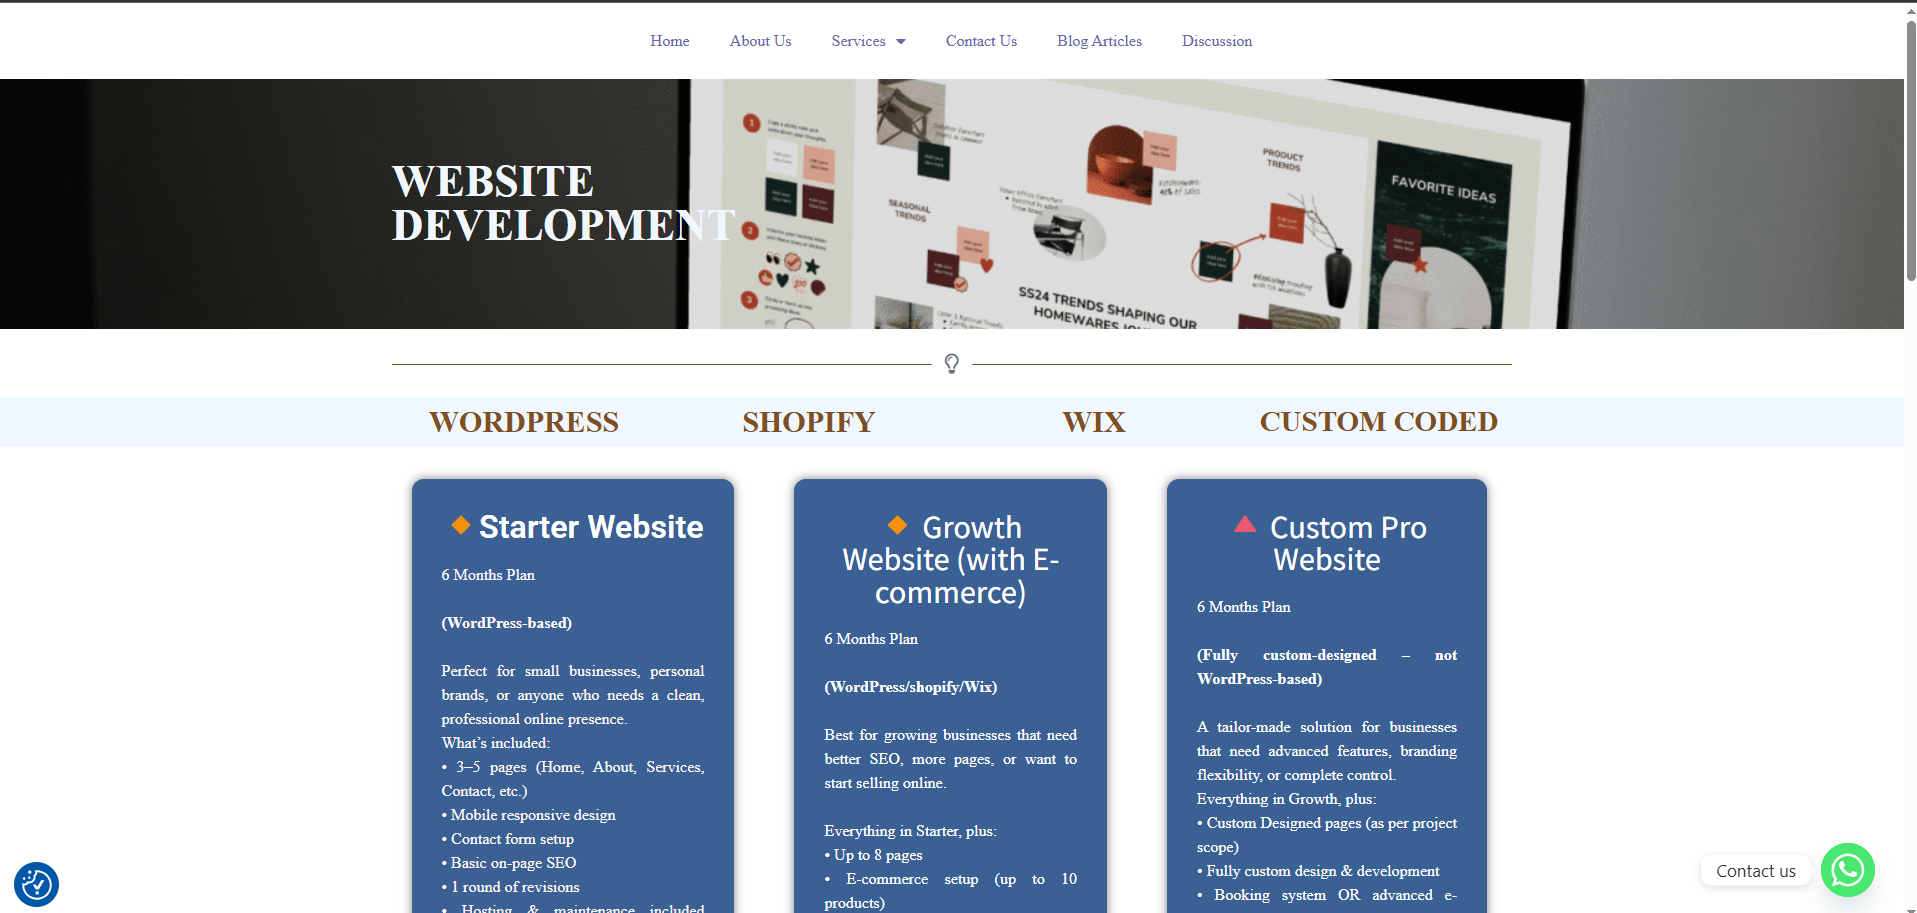 Home About Us Services Contact Us Blog Articles Discussion
WEBSITE
DEVELOPMENT
1
2
3
PRODUCT
TRENDS
FAVORITE IDEAS
SEASONAL
TRENDS
SS24 TRENDS SHAPING OUR
WORDPRESS SHOPIFY WIX CUSTOM CODED
Starter Website
6 Months Plan
(WordPress-based)
Perfect for small businesses, personal
brands, or anyone who needs a clean,
professional online presence.
What’s included:
• 3–5 pages (Home, About, Services,
Contact, etc.)
• Mobile responsive design
• Contact form setup
• Basic on-page SEO
• 1 round of revisions
• Hosting & maintenance included
Growth
Website (with E-
commerce)
6 Months Plan
(WordPress/shopify/Wix)
Best for growing businesses that need
better SEO, more pages, or want to
start selling online.
Everything in Starter, plus:
• Up to 8 pages
• E-commerce setup (up to 10
products)
Custom Pro
Website
6 Months Plan
(Fully custom-designed – not
WordPress-based)
A tailor-made solution for businesses
that need advanced features, branding
flexibility, or complete control.
Everything in Growth, plus:
• Custom Designed pages (as per project
scope)
• Fully custom design & development
• Booking system OR advanced e-
Contact us